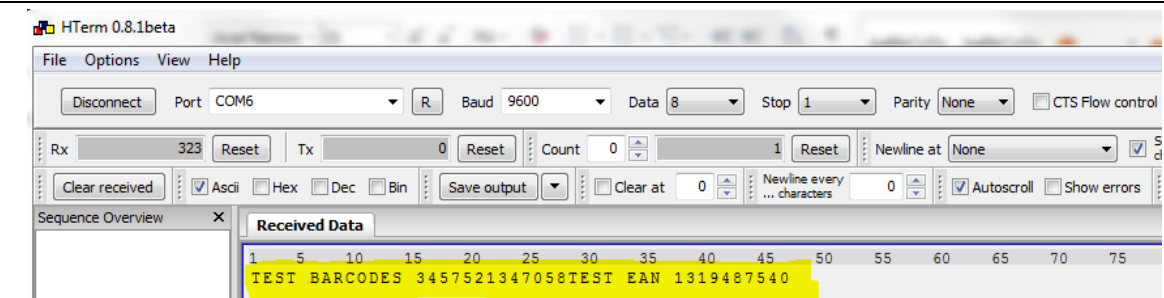 HTerm 0.8.1beta
File Options View Help
Disconnect Port COM6 R Baud 9600 Data 8 Stop 1 Parity None CTS Flow control
Rx 323 Reset Tx 0 Reset Count 0 1 Reset Newline at None
Clear received Ascii Hex Dec Bin Save output Clear at 0 Newline every ... characters 0 Autoscroll Show errors
Sequence Overview X Received Data
1 5 10 15 20 25 30 35 40 45 50 55 60 65 70 75
TEST BARCODES 3457521347058TEST EAN 1319487540